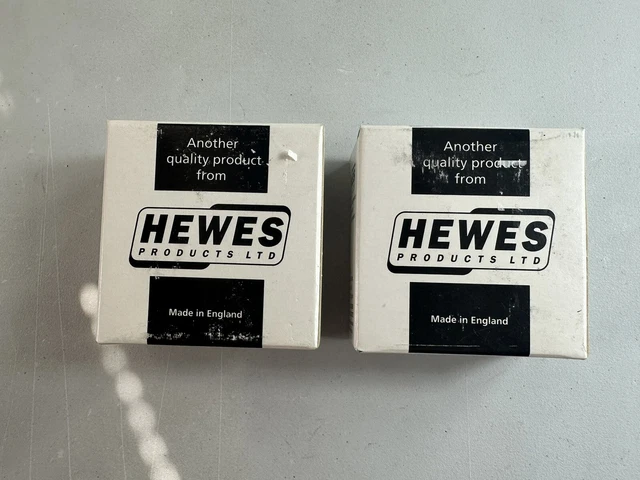 Another
quality product
from
HEWES
PRODUCTS LTD
Made in England
Another
quality product
from
HEWES
PRODUCTS LTD
Made in England